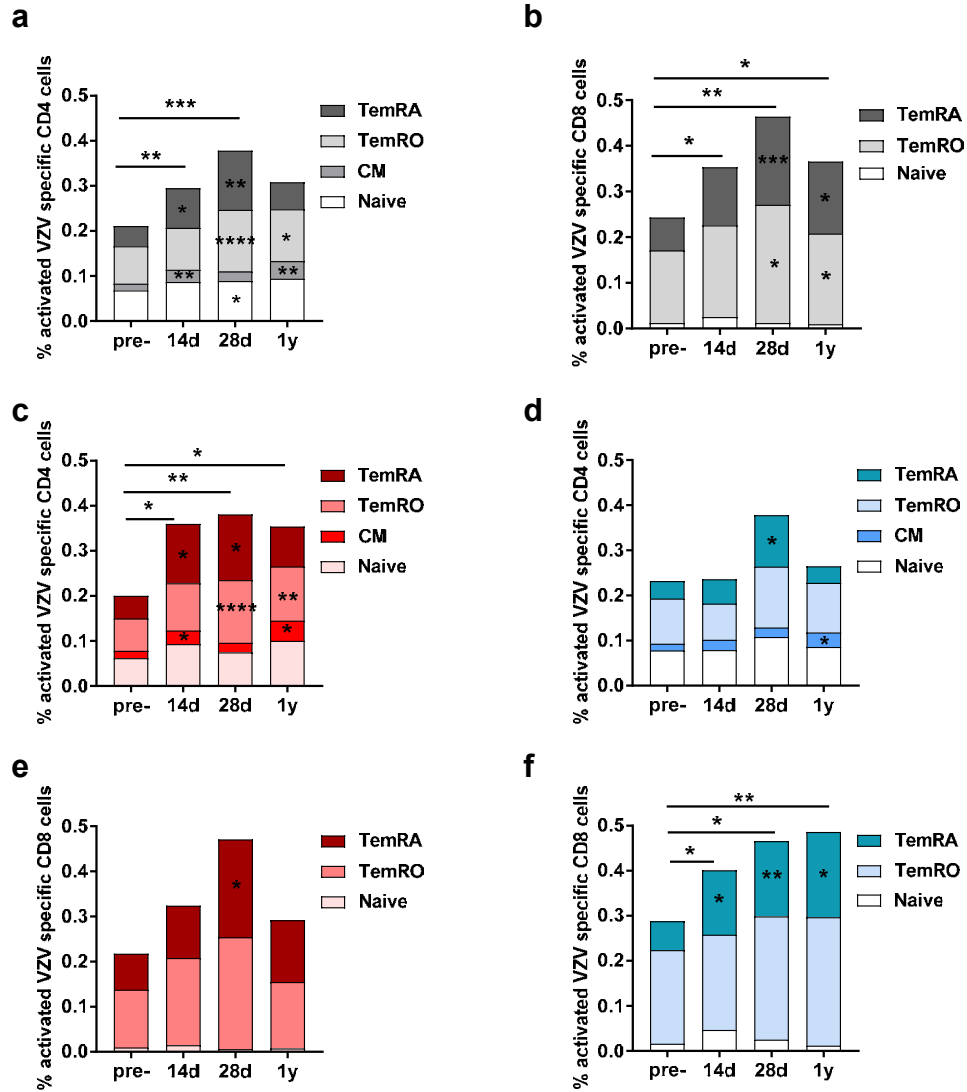 a
% activated VZV specific CD4 cells
0.5
0.4
0.3
0.2
0.1
0.0
***
**
*
**
**
****
*
*
**
pre- 14d 28d 1y
TemRA
TemRO
CM
Naive
b
% activated VZV specific CD8 cells
0.5
0.4
0.3
0.2
0.1
0.0
*
**
*
***
*
*
*
pre- 14d 28d 1y
TemRA
TemRO
Naive
c
% activated VZV specific CD4 cells
0.5
0.4
0.3
0.2
0.1
0.0
*
**
*
*
*
*
****
**
*
pre- 14d 28d 1y
TemRA
TemRO
CM
Naive
d
% activated VZV specific CD4 cells
0.5
0.4
0.3
0.2
0.1
0.0
*
*
pre- 14d 28d 1y
TemRA
TemRO
CM
Naive
e
% activated VZV specific CD8 cells
0.5
0.4
0.3
0.2
0.1
0.0
*
pre- 14d 28d 1y
TemRA
TemRO
Naive
f
% activated VZV specific CD8 cells
0.5
0.4
0.3
0.2
0.1
0.0
**
*
*
*
**
*
pre- 14d 28d 1y
TemRA
TemRO
Naive